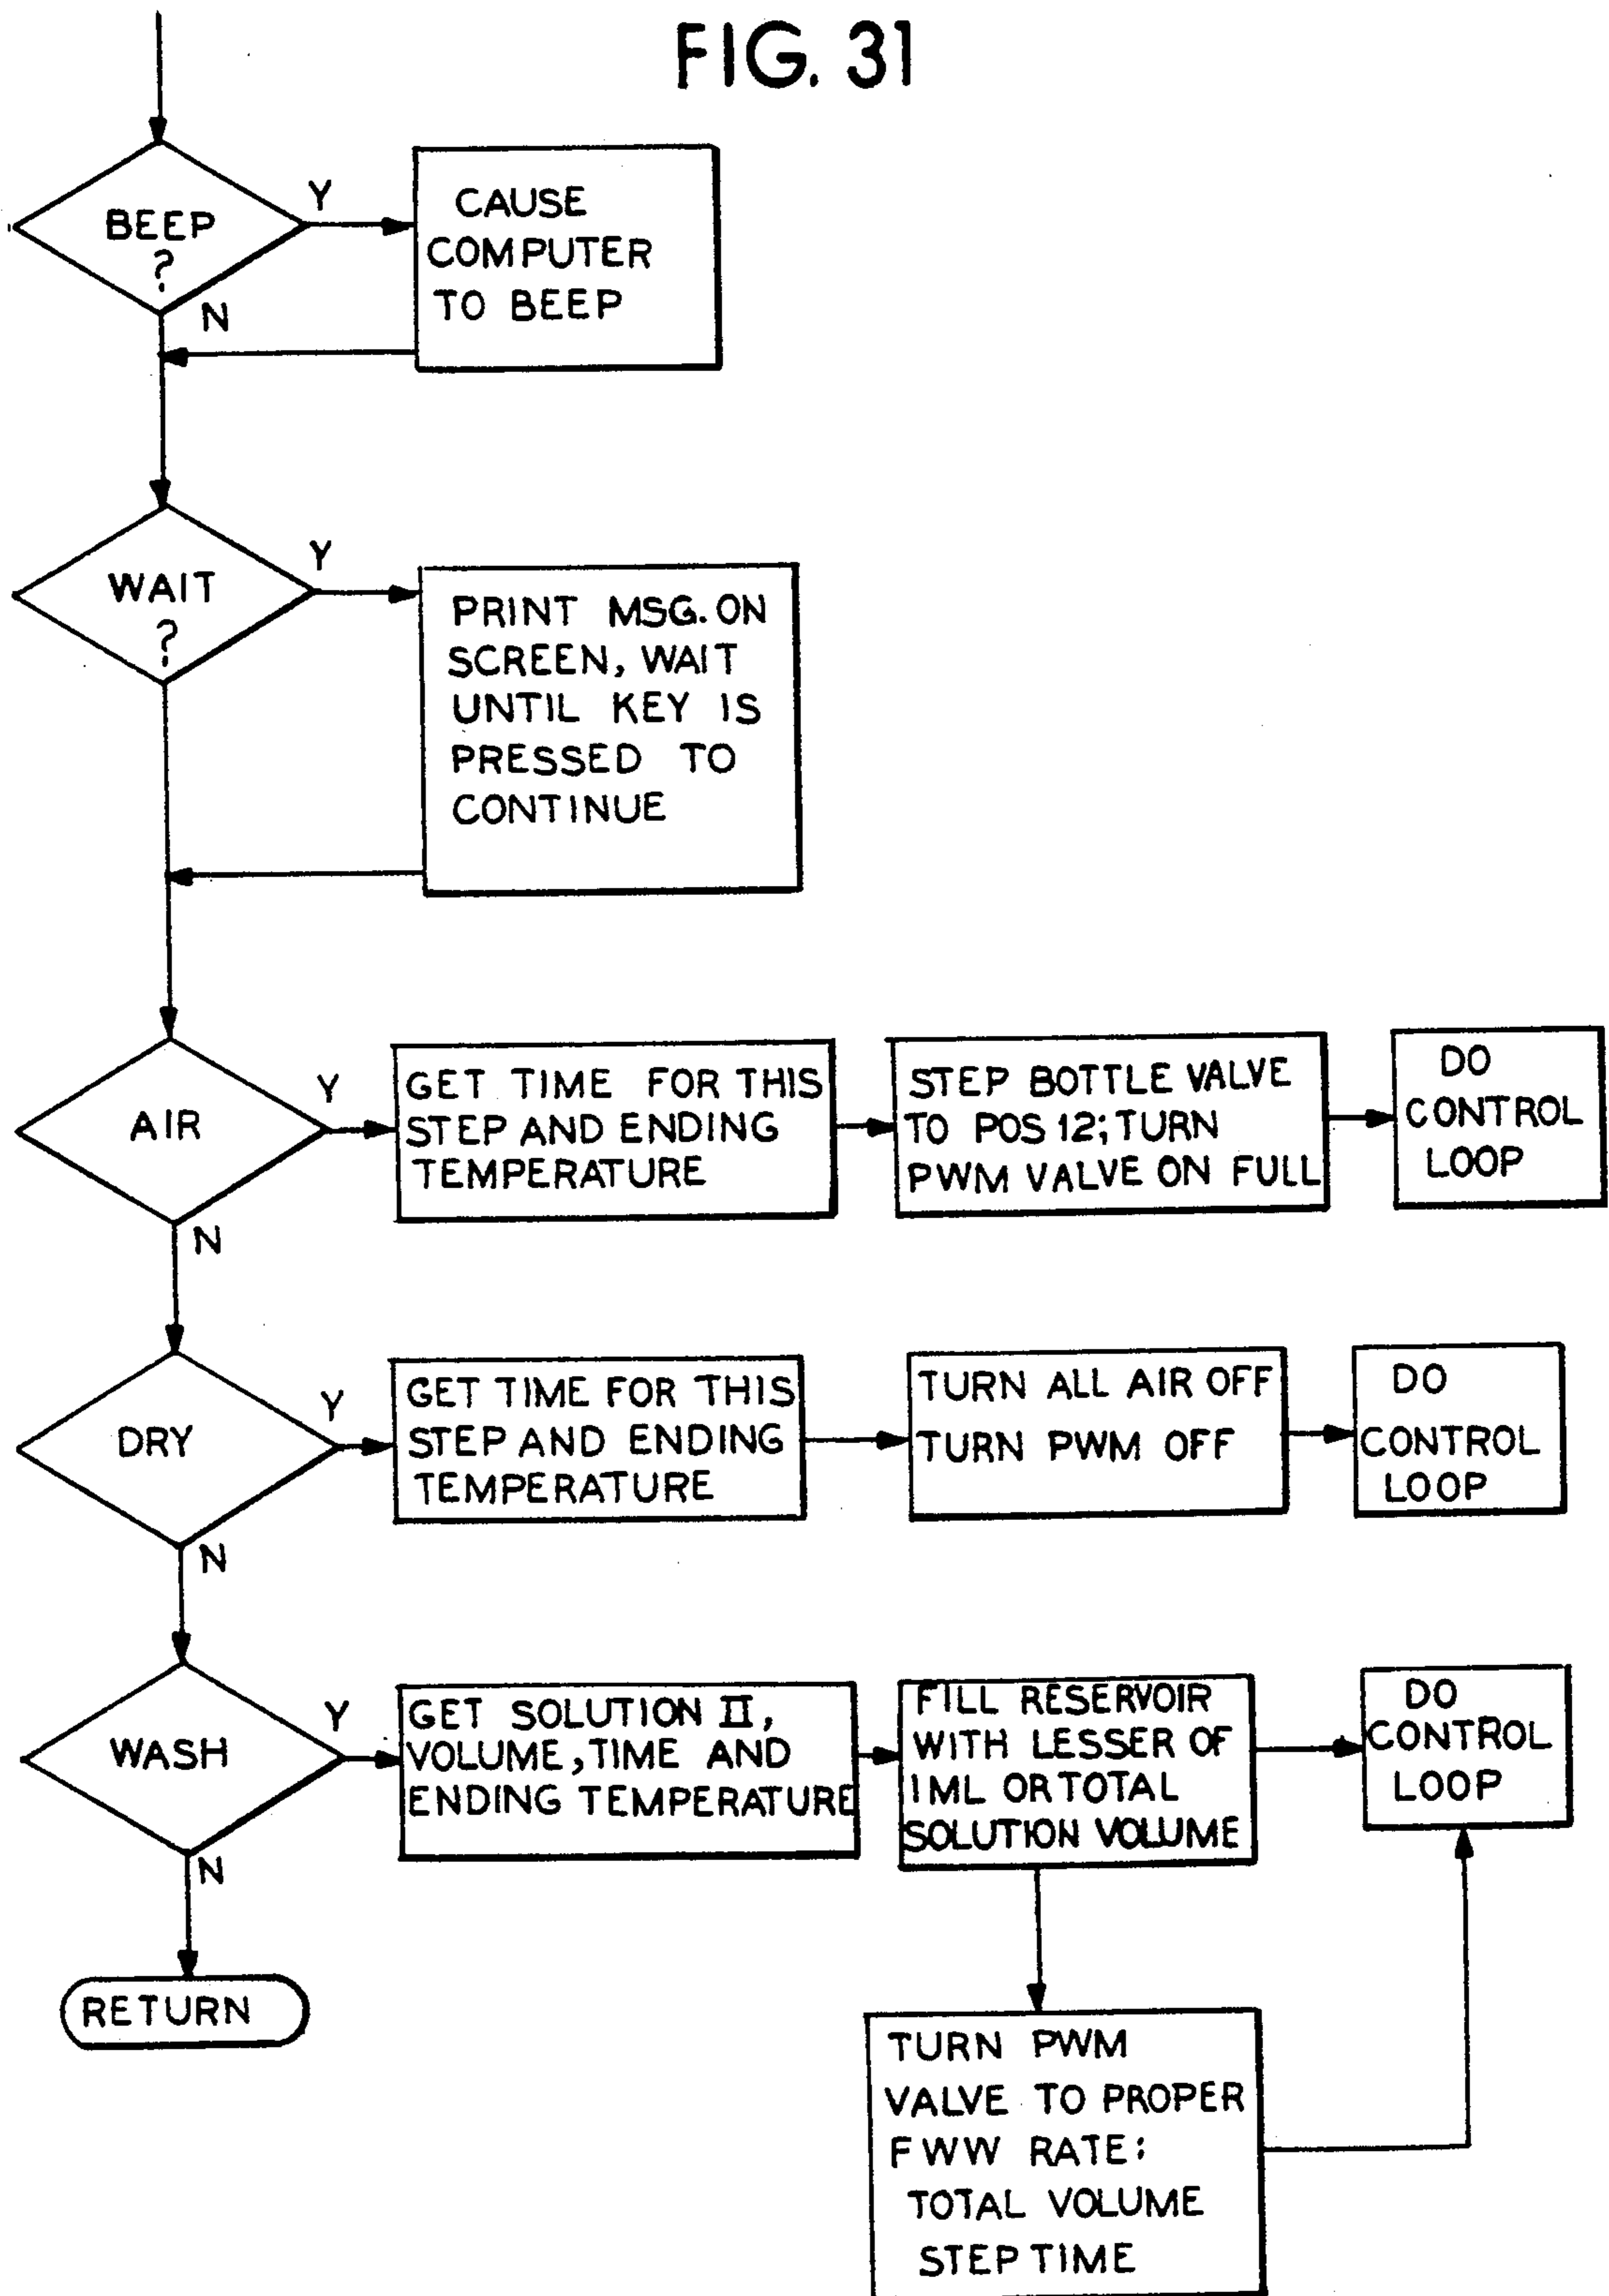 FIG. 31
BEEP
?
Y
N
CAUSE
COMPUTER
TO BEEP
WAIT
?
Y
PRINT MSG. ON
SCREEN, WAIT
UNTIL KEY IS
PRESSED TO
CONTINUE
AIR
Y
N
GET TIME FOR THIS
STEP AND ENDING
TEMPERATURE
STEP BOTTLE VALVE
TO POS 12; TURN
PWM VALVE ON FULL
DO
CONTROL
LOOP
DRY
Y
N
GET TIME FOR THIS
STEP AND ENDING
TEMPERATURE
TURN ALL AIR OFF
TURN PWM OFF
DO
CONTROL
LOOP
WASH
Y
N
GET SOLUTION II,
VOLUME, TIME AND
ENDING TEMPERATURE
FILL RESERVOIR
WITH LESSER OF
1 ML OR TOTAL
SOLUTION VOLUME
DO
CONTROL
LOOP
RETURN
TURN PWM
VALVE TO PROPER
FWW RATE:
TOTAL VOLUME
STEP TIME